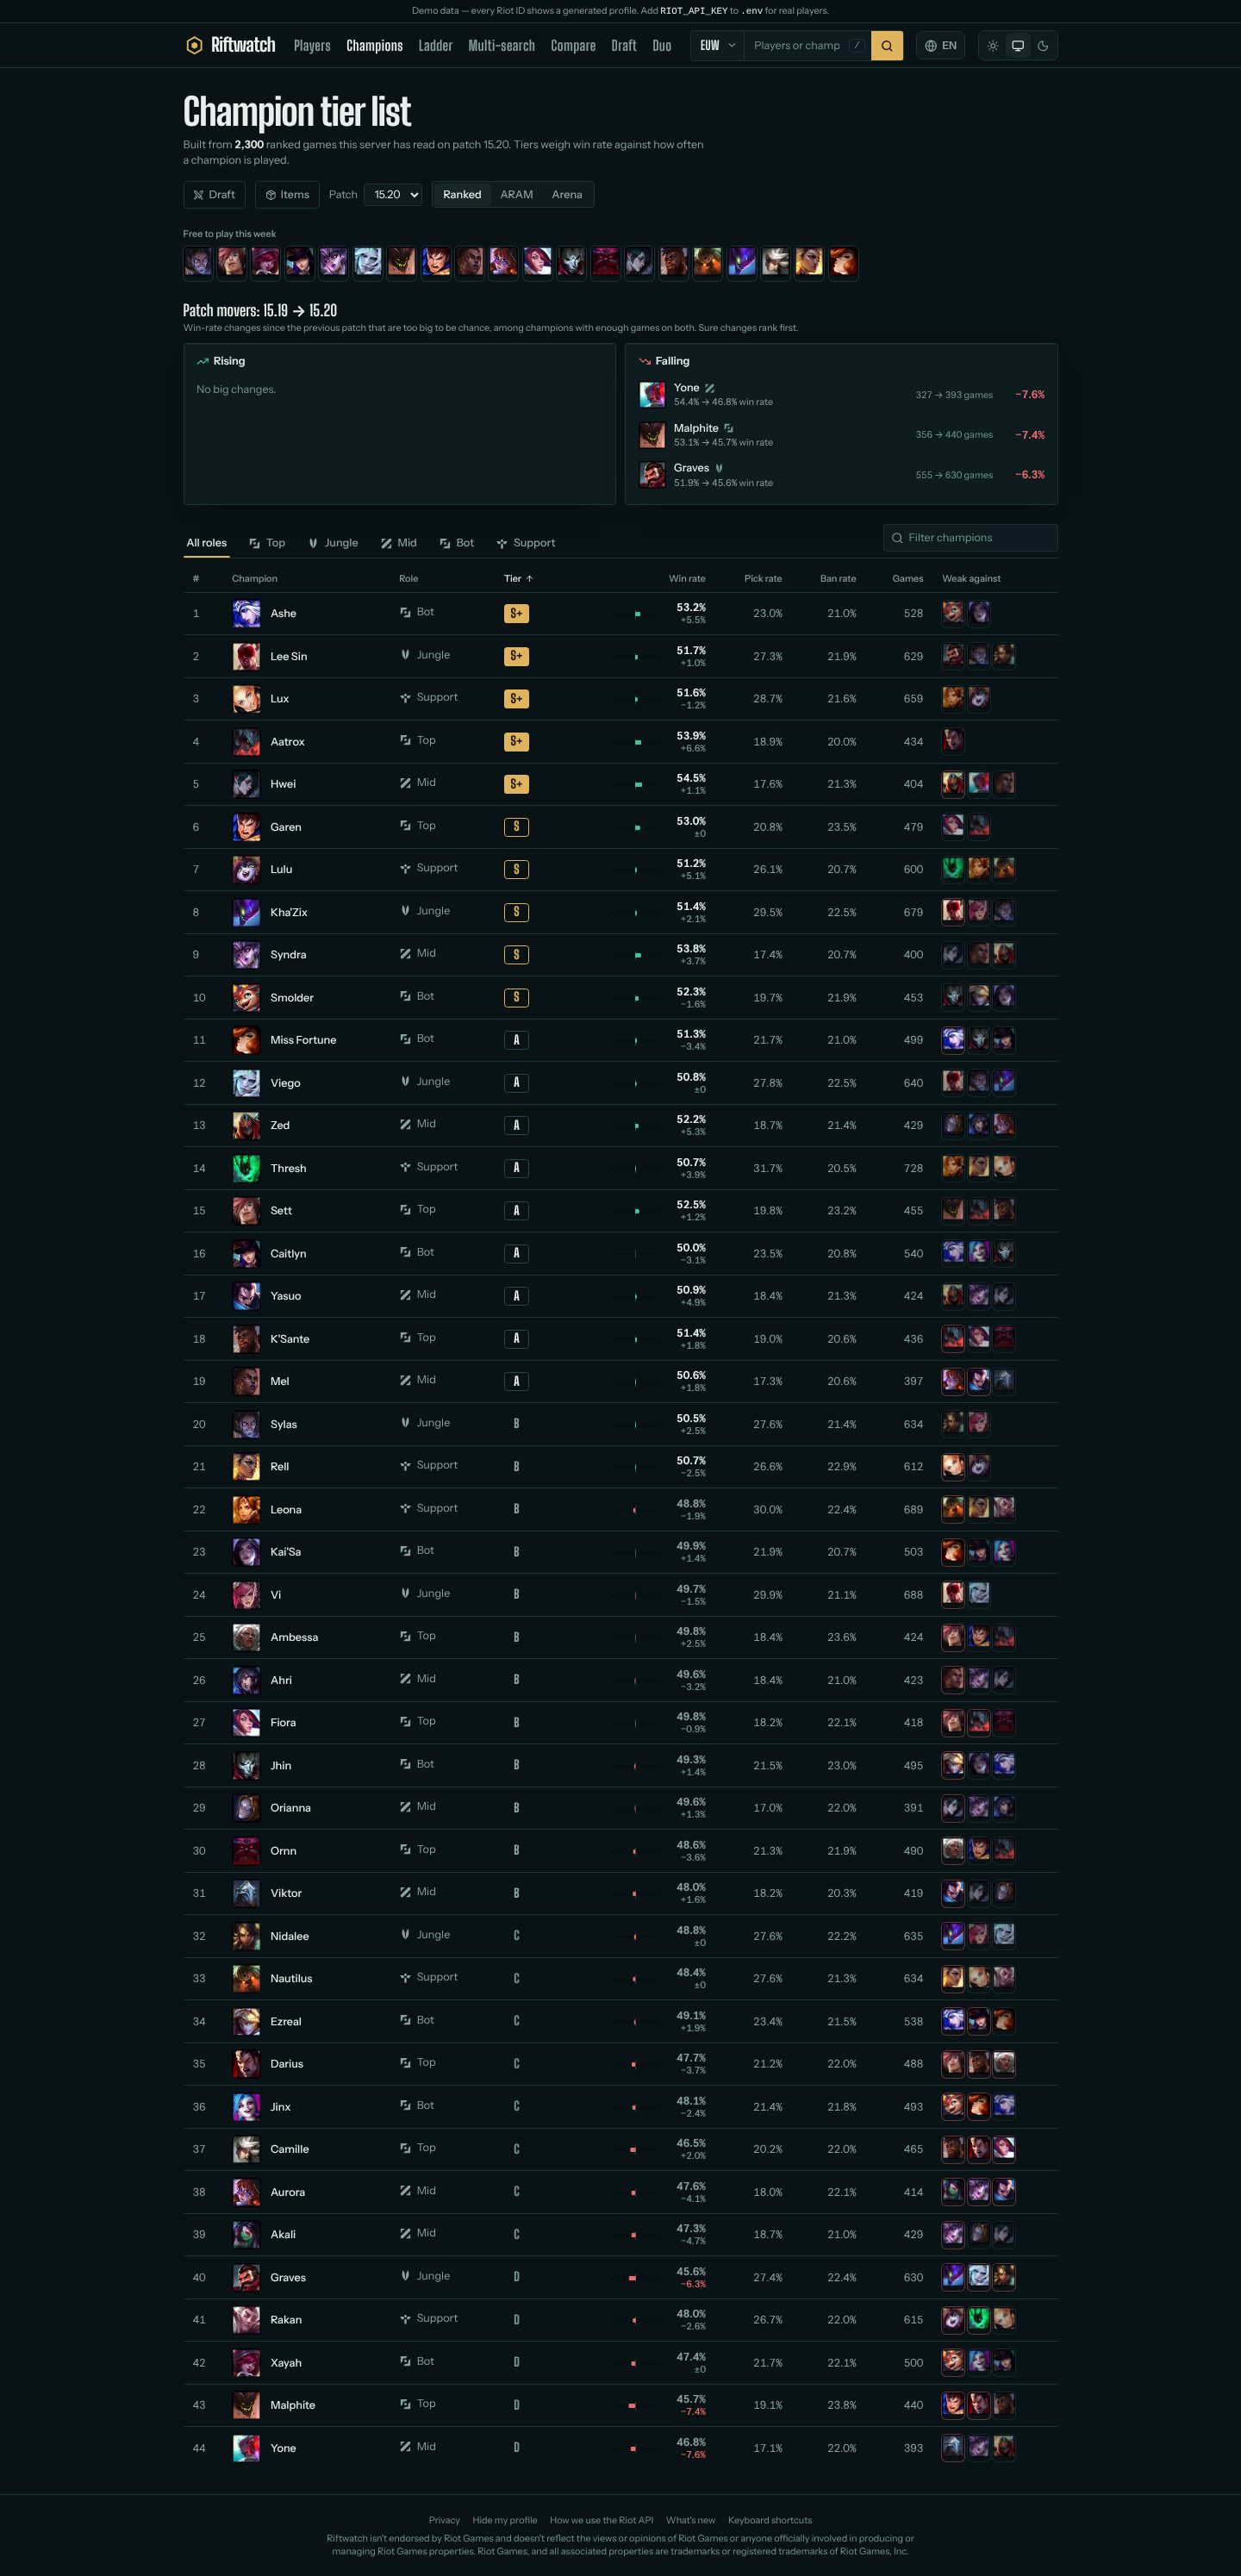 Demo data — every Riot ID shows a generated profile. Add RIOT_API_KEY to .env for real players.
Riftwatch Players Champions Ladder Multi-search Compare Draft Duo EUW Players or champ / EN
Champion tier list
Built from 2,300 ranked games this server has read on patch 15.20. Tiers weigh win rate against how often
a champion is played.
Draft Items Patch 15.20 Ranked ARAM Arena
Free to play this week
Patch movers: 15.19 → 15.20
Win-rate changes since the previous patch that are too big to be chance, among champions with enough games on both. Sure changes rank first.
Rising
No big changes.
Falling
Yone
54.4% → 46.8% win rate
327 → 393 games −7.6%
Malphite
53.1% → 45.7% win rate
356 → 440 games −7.4%
Graves
51.9% → 45.6% win rate
555 → 630 games −6.3%
All roles Top Jungle Mid Bot Support Filter champions
# Champion Role Tier ↑ Win rate Pick rate Ban rate Games Weak against
1 Ashe Bot S+ 53.2% +5.5% 23.0% 21.0% 528
2 Lee Sin Jungle S+ 51.7% +1.0% 27.3% 21.9% 629
3 Lux Support S+ 51.6% −1.2% 28.7% 21.6% 659
4 Aatrox Top S+ 53.9% +6.6% 18.9% 20.0% 434
5 Hwei Mid S+ 54.5% +1.1% 17.6% 21.3% 404
6 Garen Top S 53.0% ±0 20.8% 23.5% 479
7 Lulu Support S 51.2% +5.1% 26.1% 20.7% 600
8 Kha'Zix Jungle S 51.4% +2.1% 29.5% 22.5% 679
9 Syndra Mid S 53.8% +3.7% 17.4% 20.7% 400
10 Smolder Bot S 52.3% −1.6% 19.7% 21.9% 453
11 Miss Fortune Bot A 51.3% −3.4% 21.7% 21.0% 499
12 Viego Jungle A 50.8% ±0 27.8% 22.5% 640
13 Zed Mid A 52.2% +5.3% 18.7% 21.4% 429
14 Thresh Support A 50.7% +3.9% 31.7% 20.5% 728
15 Sett Top A 52.5% +1.2% 19.8% 23.2% 455
16 Caitlyn Bot A 50.0% −3.1% 23.5% 20.8% 540
17 Yasuo Mid A 50.9% +4.9% 18.4% 21.3% 424
18 K'Sante Top A 51.4% +1.8% 19.0% 20.6% 436
19 Mel Mid A 50.6% +1.8% 17.3% 20.6% 397
20 Sylas Jungle B 50.5% +2.5% 27.6% 21.4% 634
21 Rell Support B 50.7% −2.5% 26.6% 22.9% 612
22 Leona Support B 48.8% −1.9% 30.0% 22.4% 689
23 Kai'Sa Bot B 49.9% +1.4% 21.9% 20.7% 503
24 Vi Jungle B 49.7% −1.5% 29.9% 21.1% 688
25 Ambessa Top B 49.8% +2.5% 18.4% 23.6% 424
26 Ahri Mid B 49.6% −3.2% 18.4% 21.0% 423
27 Fiora Top B 49.8% −0.9% 18.2% 22.1% 418
28 Jhin Bot B 49.3% +1.4% 21.5% 23.0% 495
29 Orianna Mid B 49.6% +1.3% 17.0% 22.0% 391
30 Ornn Top B 48.6% −3.6% 21.3% 21.9% 490
31 Viktor Mid B 48.0% +1.6% 18.2% 20.3% 419
32 Nidalee Jungle C 48.8% ±0 27.6% 22.2% 635
33 Nautilus Support C 48.4% ±0 27.6% 21.3% 634
34 Ezreal Bot C 49.1% +1.9% 23.4% 21.5% 538
35 Darius Top C 47.7% −3.7% 21.2% 22.0% 488
36 Jinx Bot C 48.1% −2.4% 21.4% 21.8% 493
37 Camille Top C 46.5% +2.0% 20.2% 22.0% 465
38 Aurora Mid C 47.6% −4.1% 18.0% 22.1% 414
39 Akali Mid C 47.3% −4.7% 18.7% 21.0% 429
40 Graves Jungle D 45.6% −6.3% 27.4% 22.4% 630
41 Rakan Support D 48.0% −2.6% 26.7% 22.0% 615
42 Xayah Bot D 47.4% ±0 21.7% 22.1% 500
43 Malphite Top D 45.7% −7.4% 19.1% 23.8% 440
44 Yone Mid D 46.8% −7.6% 17.1% 22.0% 393
Privacy Hide my profile How we use the Riot API What's new Keyboard shortcuts
Riftwatch isn't endorsed by Riot Games and doesn't reflect the views or opinions of Riot Games or anyone officially involved in producing or
managing Riot Games properties. Riot Games, and all associated properties are trademarks or registered trademarks of Riot Games, Inc.